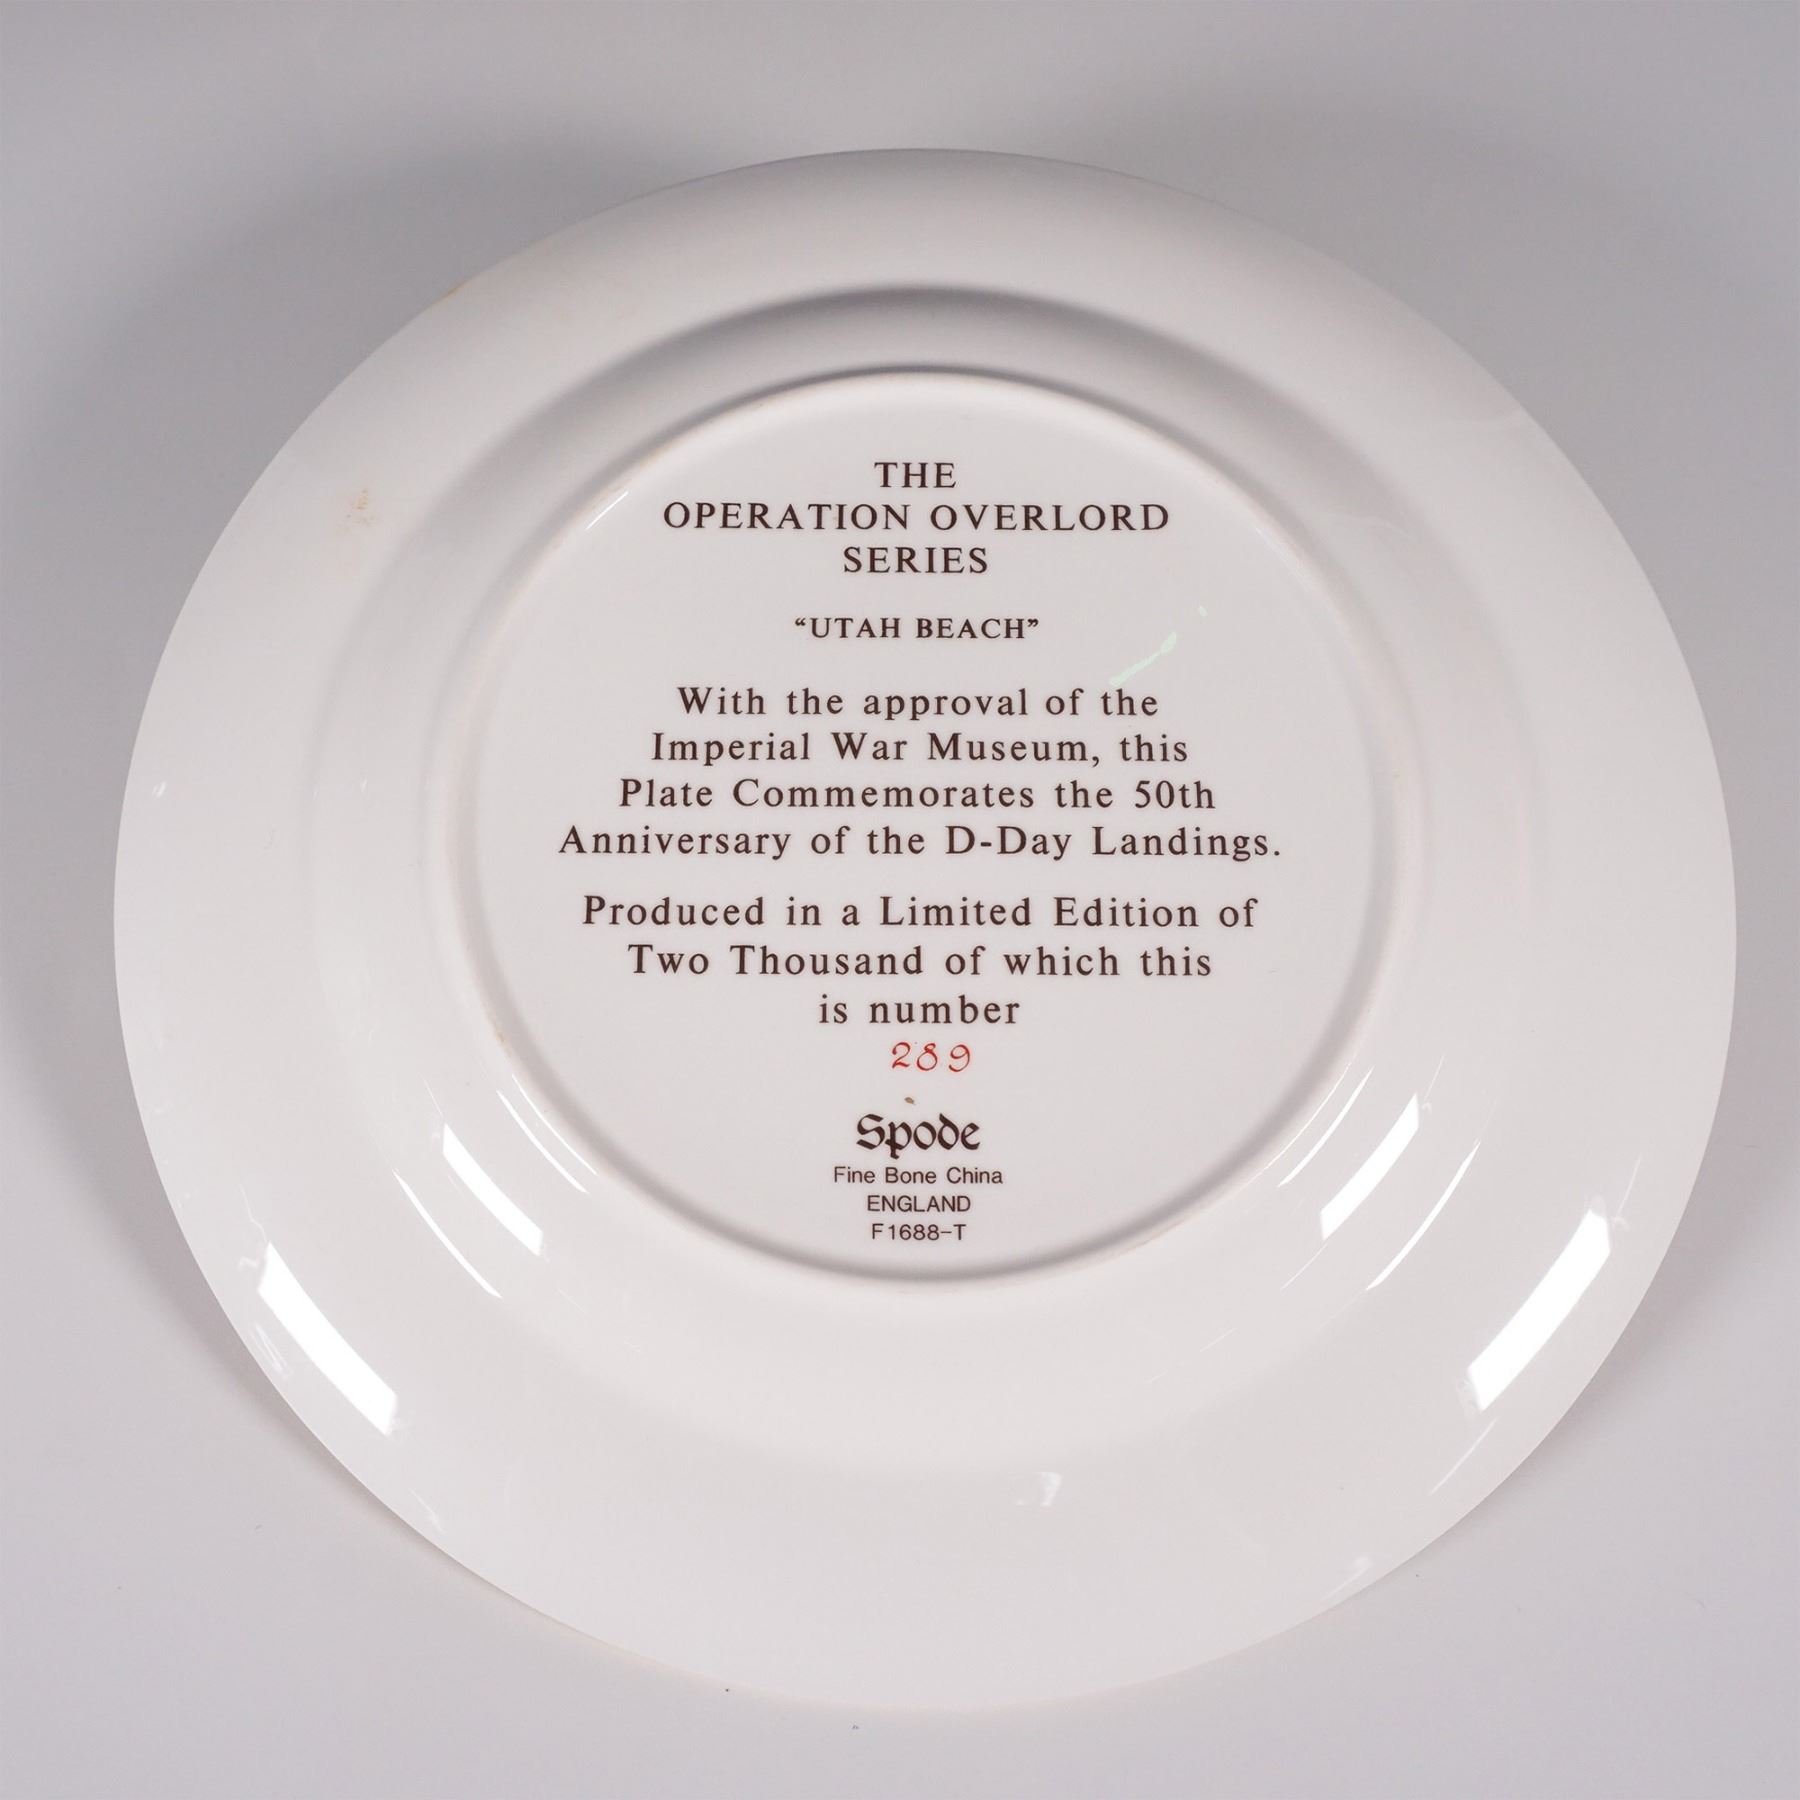 THE
OPERATION OVERLORD
SERIES
“UTAH BEACH”
With the approval of the
Imperial War Museum, this
Plate Commemorates the 50th
Anniversary of the D-Day Landings.
Produced in a Limited Edition of
Two Thousand of which this
is number
289
Spode
Fine Bone China
ENGLAND
F1688-T